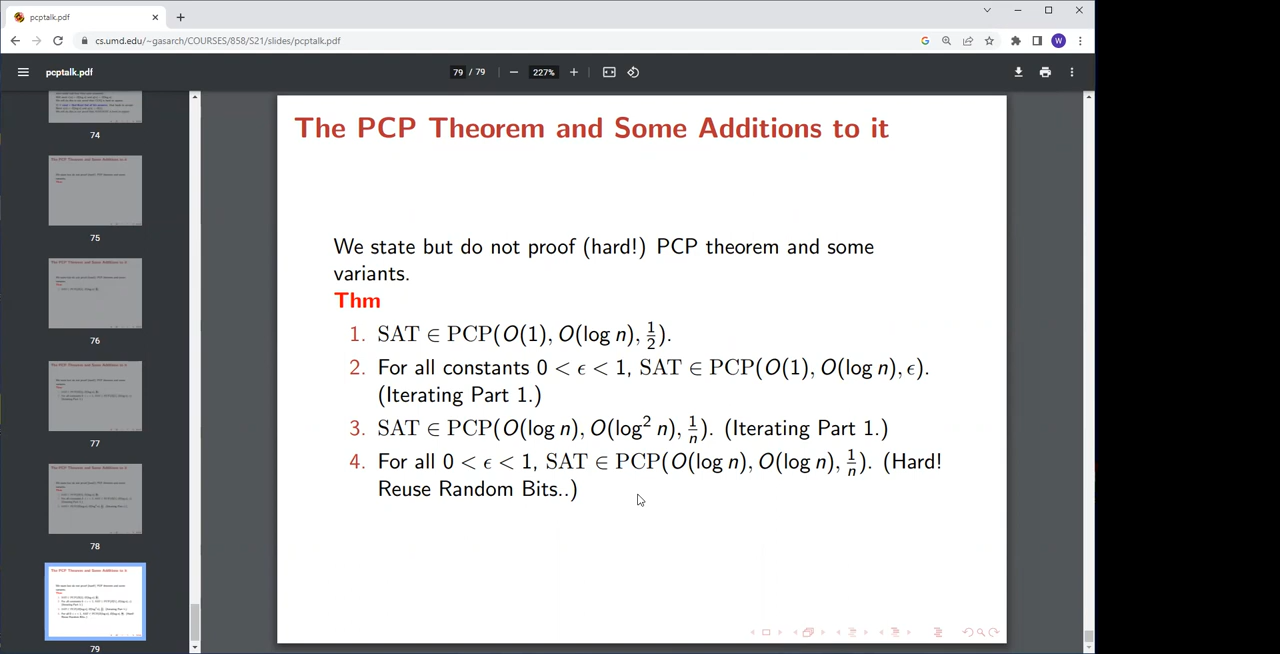 pcptalk.pdf
cs.umd.edu/~gasarch/COURSES/858/S21/slides/pcptalk.pdf
W
pcptalk.pdf
79 / 79
227%
74
75
76
77
78
79
The PCP Theorem and Some Additions to it
We state but do not proof (hard!) PCP theorem and some
variants.
Thm
1. SAT ∈ PCP(O(1), O(log n), 1/2).
2. For all constants 0 < ϵ < 1, SAT ∈ PCP(O(1), O(log n), ϵ).
(Iterating Part 1.)
3. SAT ∈ PCP(O(log n), O(log² n), 1/n). (Iterating Part 1.)
4. For all 0 < ϵ < 1, SAT ∈ PCP(O(log n), O(log n), 1/n). (Hard!
Reuse Random Bits..)